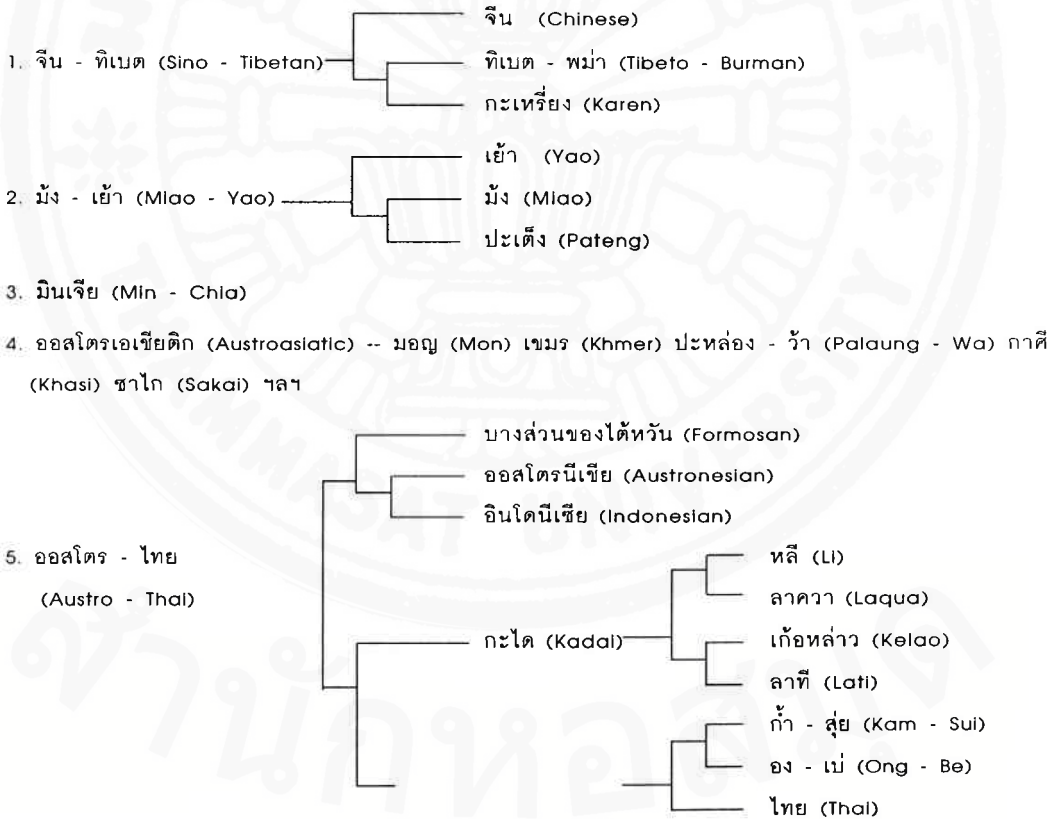 จีน (Chinese)
1. จีน - ทิเบต (Sino - Tibetan)
ทิเบต - พม่า (Tibeto - Burman)
กะเหรี่ยง (Karen)
เย้า (Yao)
2. ม้ง - เย้า (Miao - Yao)
ม้ง (Miao)
ปะเต็ง (Pateng)
3. มินเจีย (Min - Chia)
4. ออสโตรเอเชียติก (Austroasiatic) -- มอญ (Mon) เขมร (Khmer) ปะหล่อง - ว้า (Palaung - Wa) กาศี
(Khasi) ซาไก (Sakai) ฯลฯ
บางส่วนของไต้หวัน (Formosan)
ออสโตรนีเซีย (Austronesian)
อินโดนีเซีย (Indonesian)
5. ออสโตร - ไทย
(Austro - Thai)
หลี (Li)
ลาควา (Laqua)
กะได (Kadai)
เก้อหล่าว (Kelao)
ลาที (Lati)
ก้ำ - สุ่ย (Kam - Sui)
อง - เบ่ (Ong - Be)
ไทย (Thai)
THAMMASAT UNIVERSITY
สำนักหอสมุด